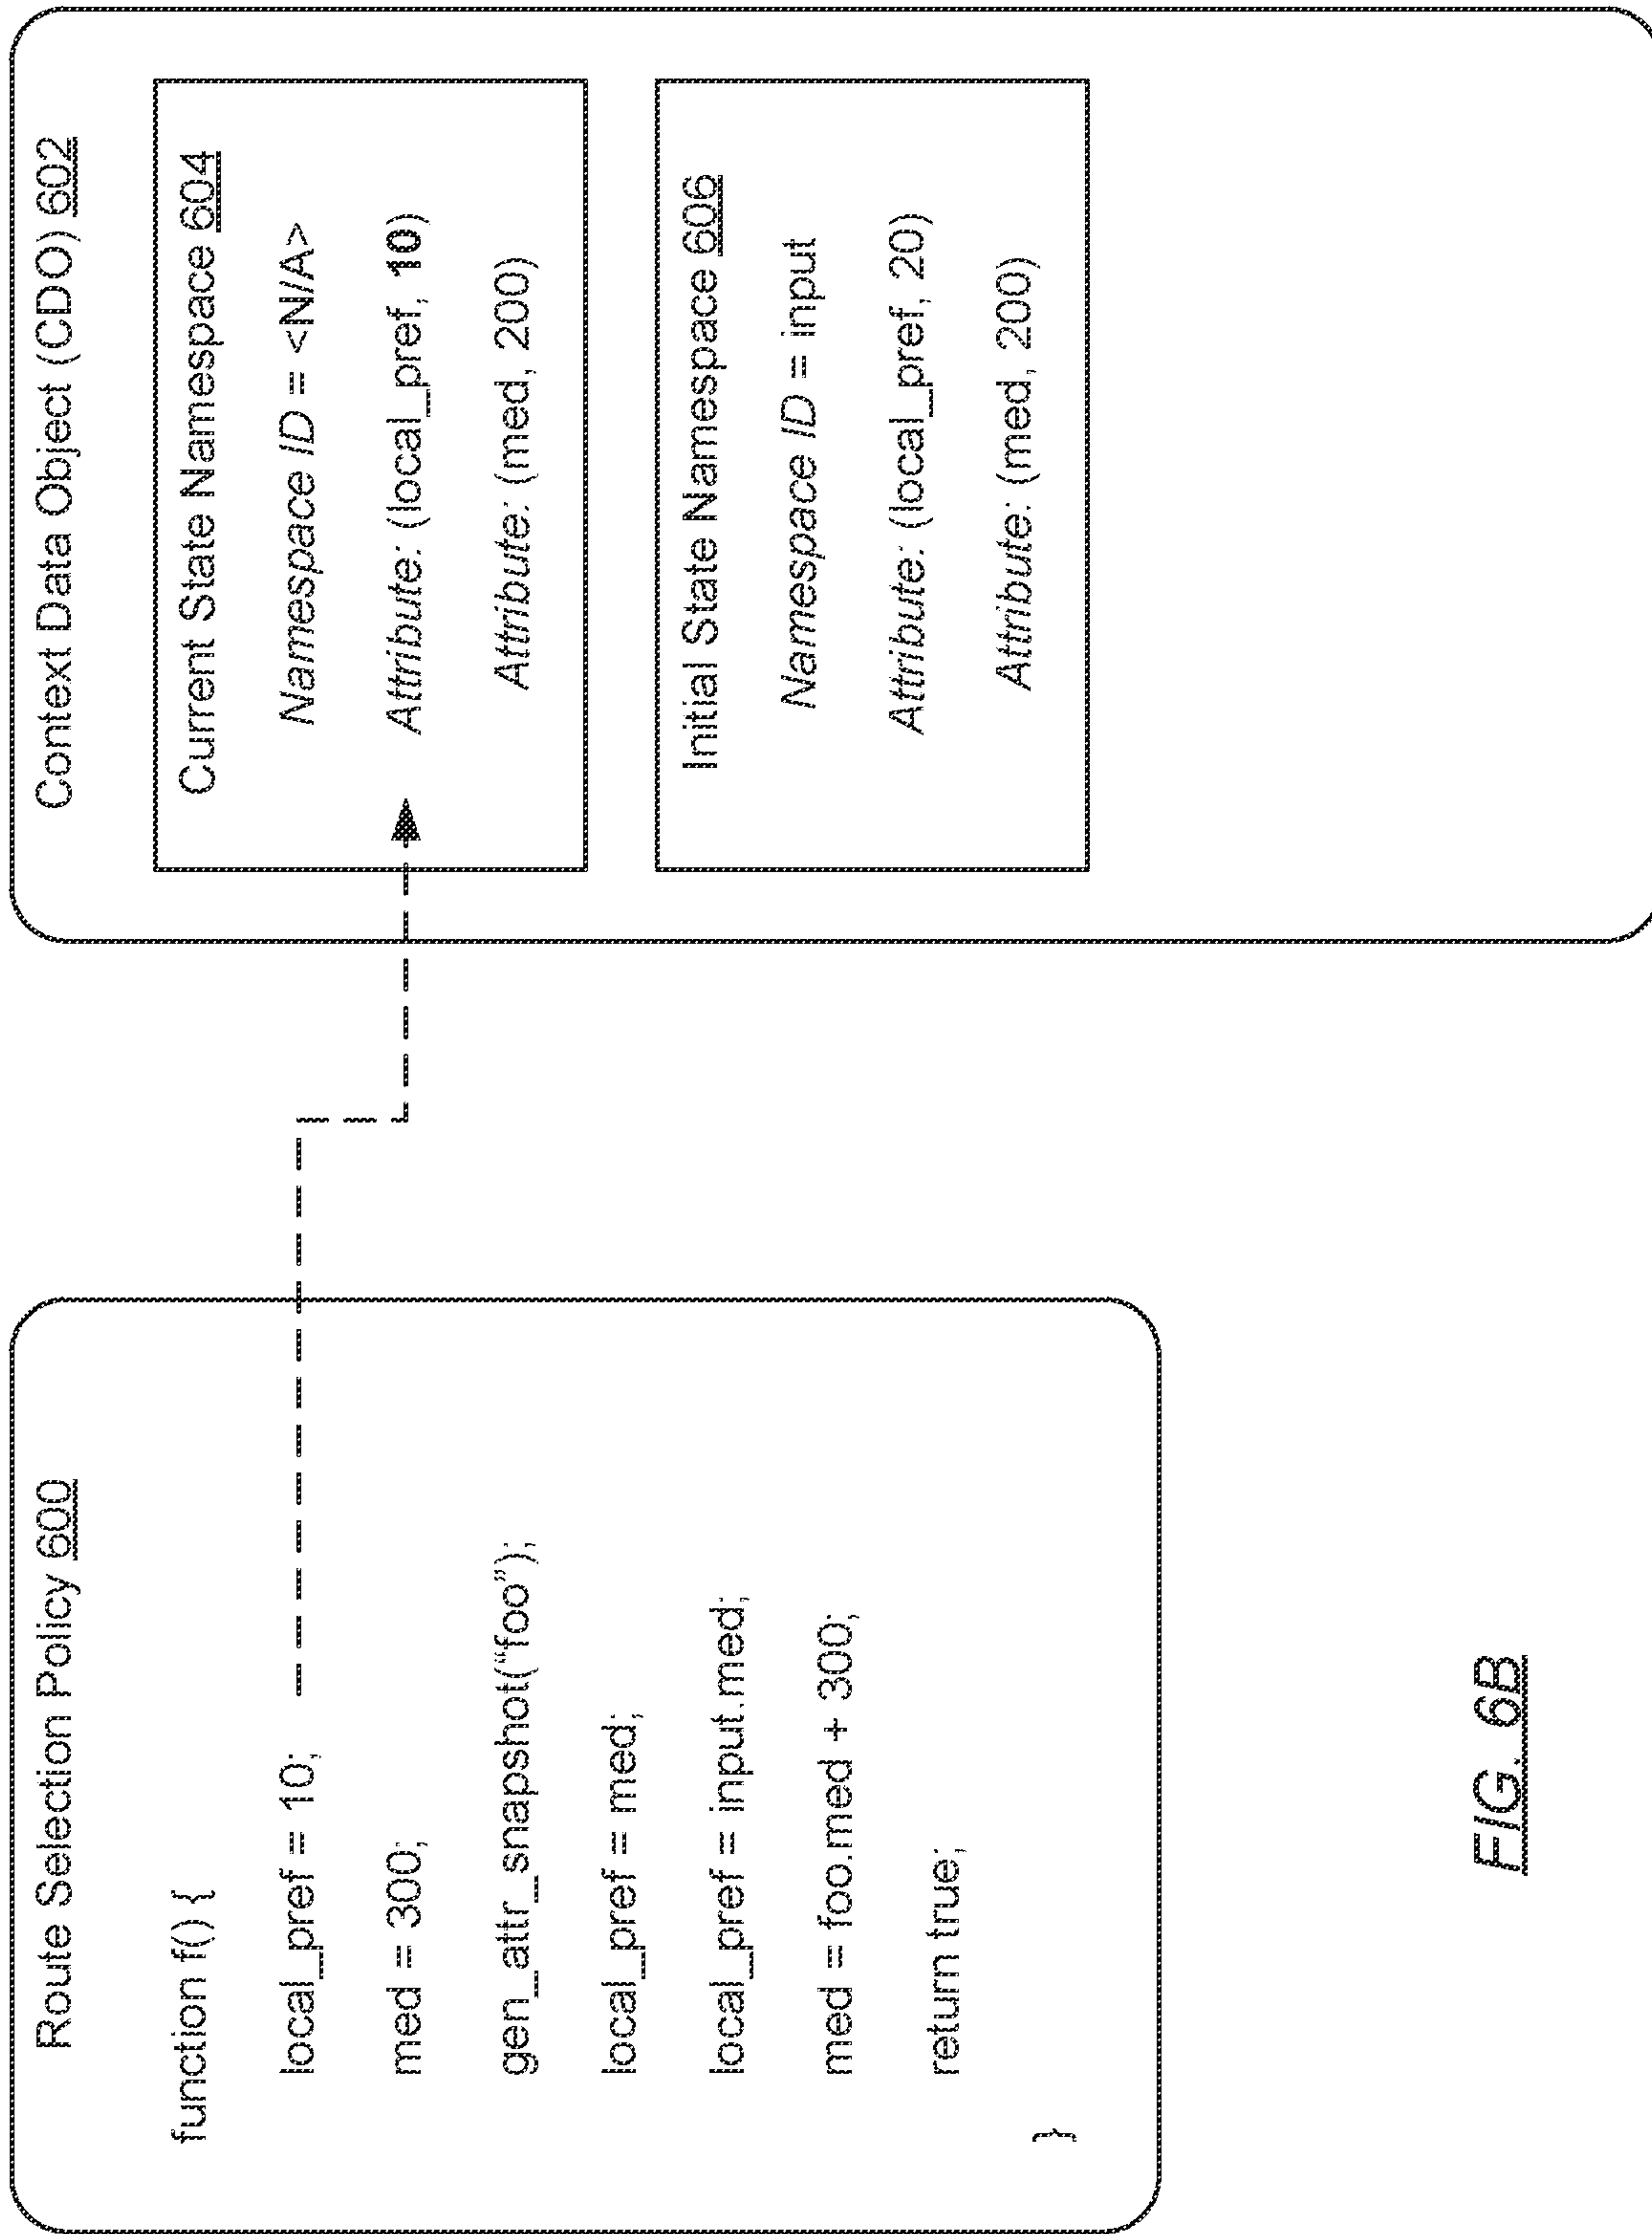 Route Selection Policy 600
function f() {
local_pref = 10;
med = 300;
gen_attr_snapshot(“foo”);
local_pref = med;
local_pref = input.med;
med = foo.med + 300;
return true;
}
Context Data Object (CDO) 602
Current State Namespace 604
Namespace ID = <N/A>
Attribute: (local_pref, 10)
Attribute: (med, 200)
Initial State Namespace 606
Namespace ID = input
Attribute: (local_pref, 20)
Attribute: (med, 200)
FIG. 6B